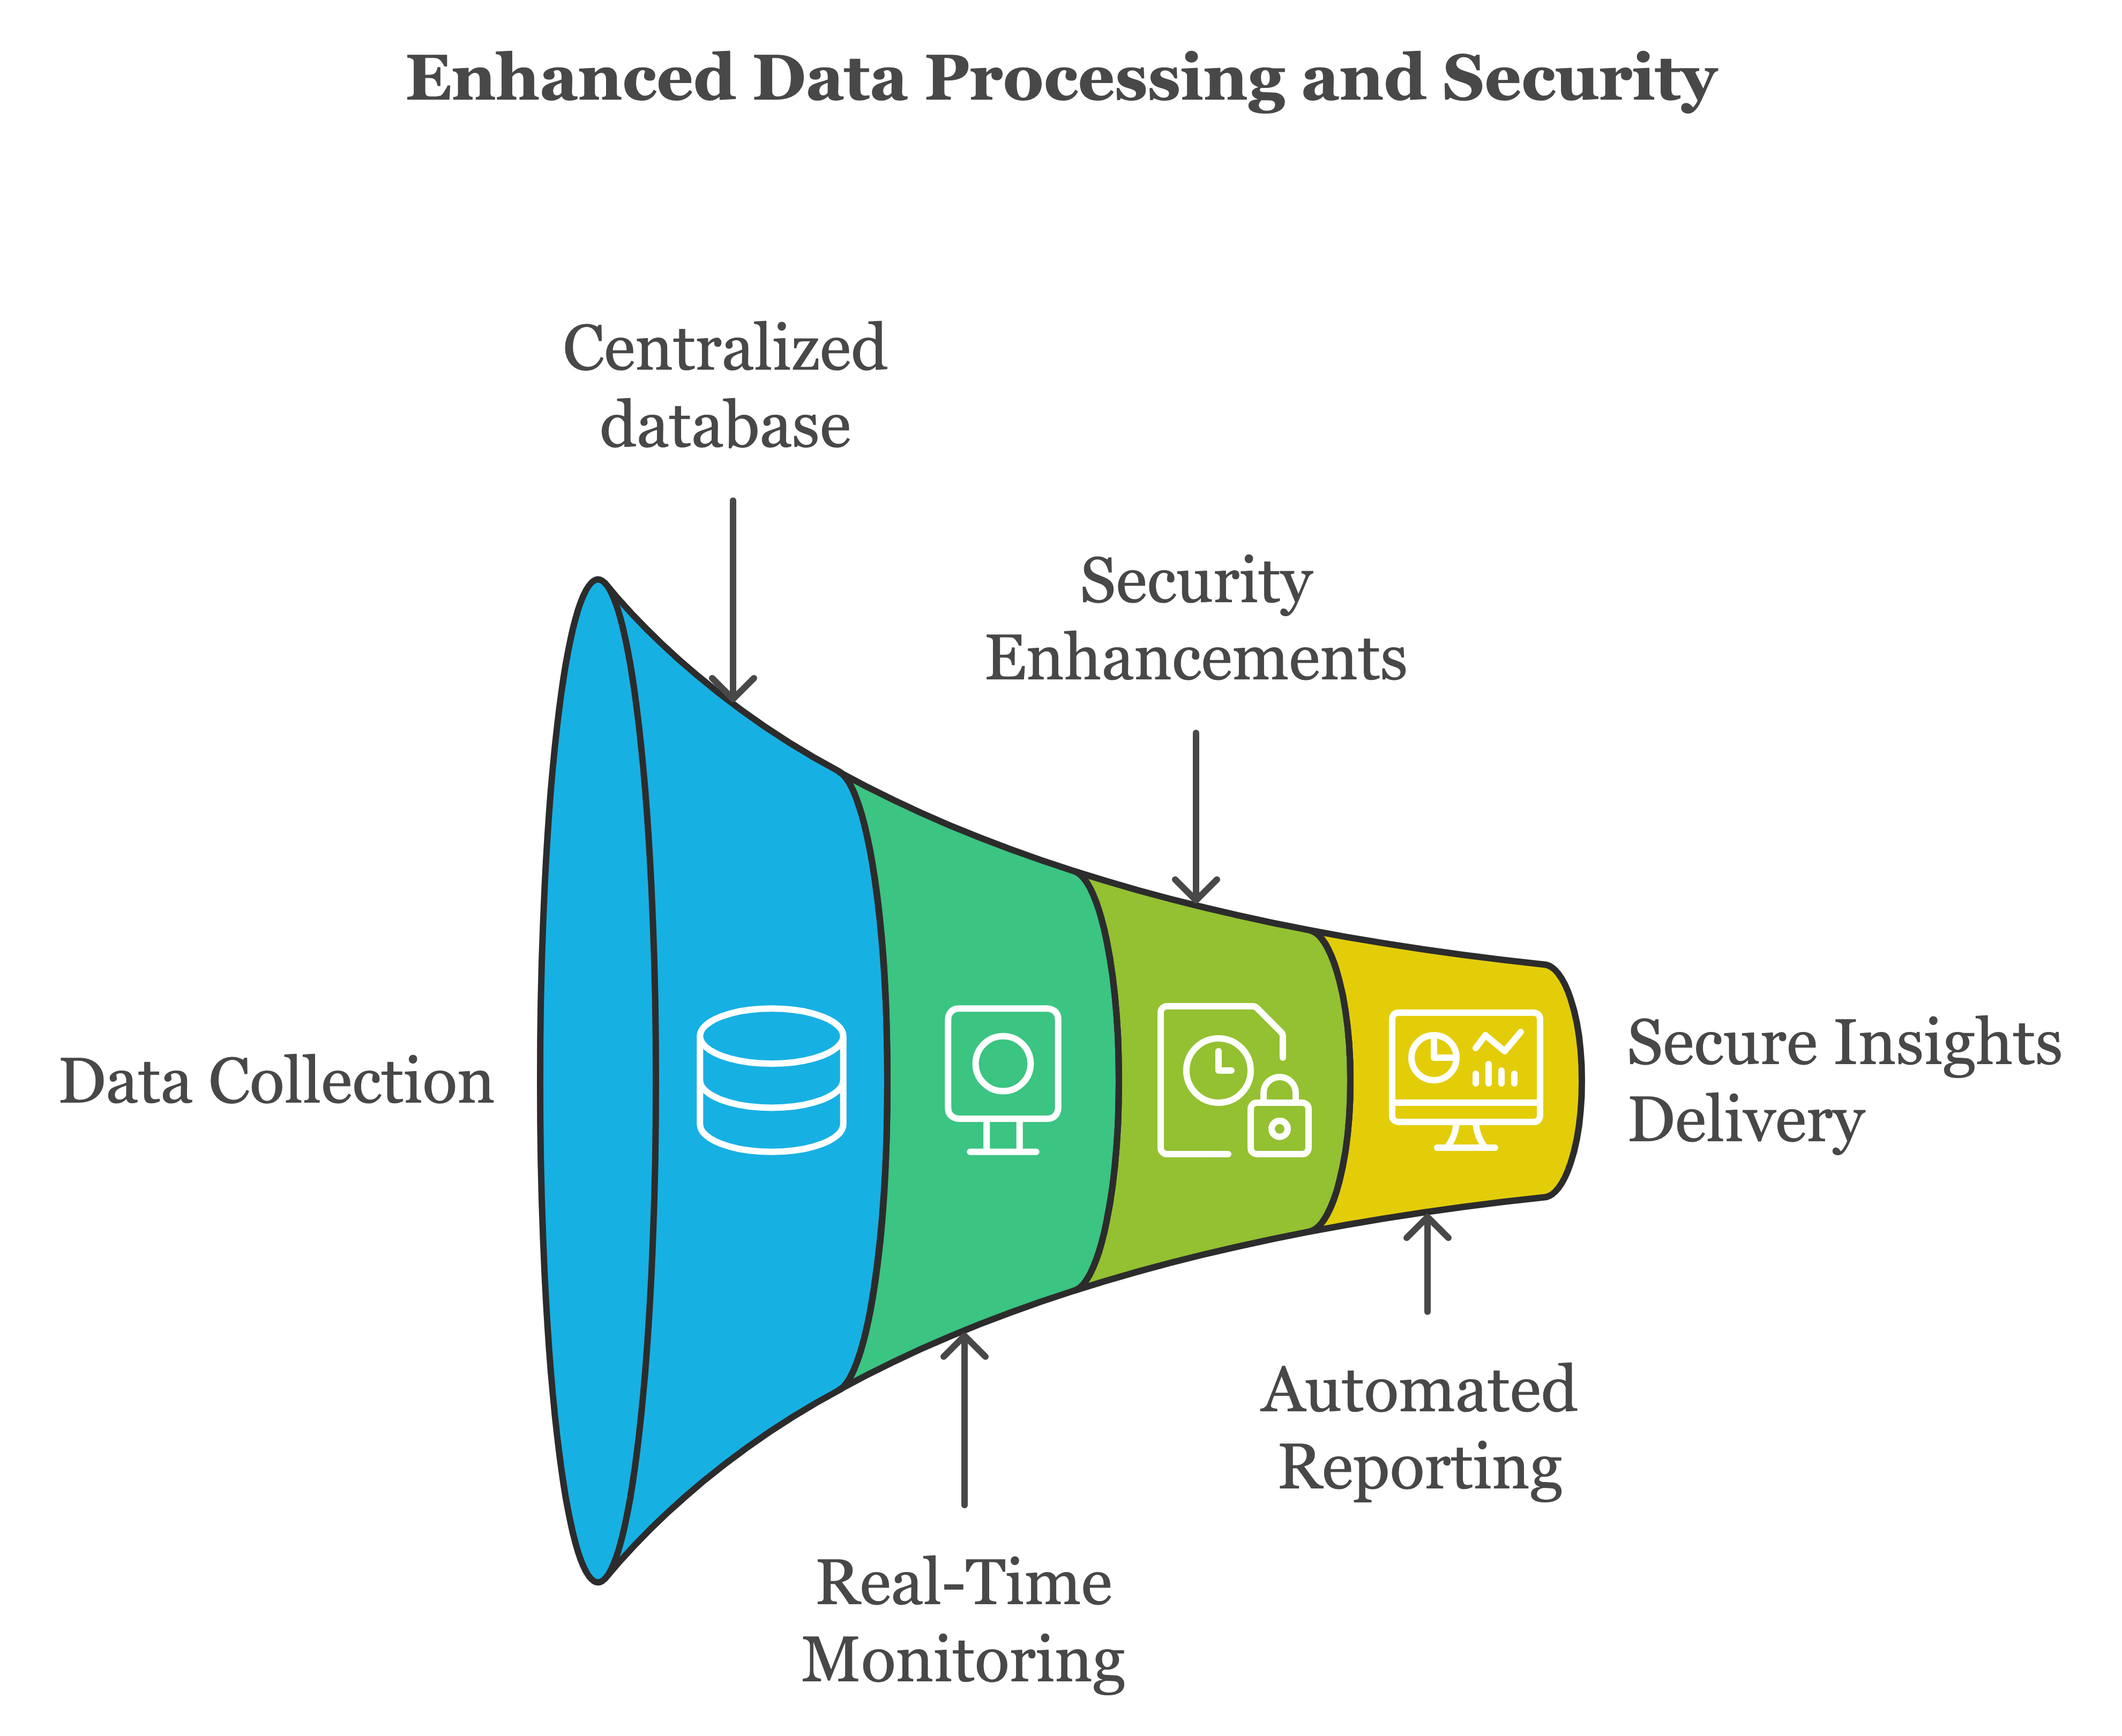 Enhanced Data Processing and Security
Centralized
database
Security
Enhancements
Data Collection
Secure Insights
Delivery
Automated
Reporting
Real-Time
Monitoring